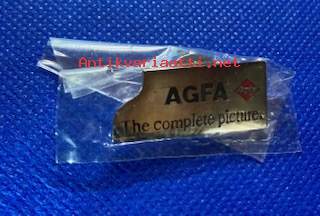 Antikvariaatti.net
AGFA
The complete picture.